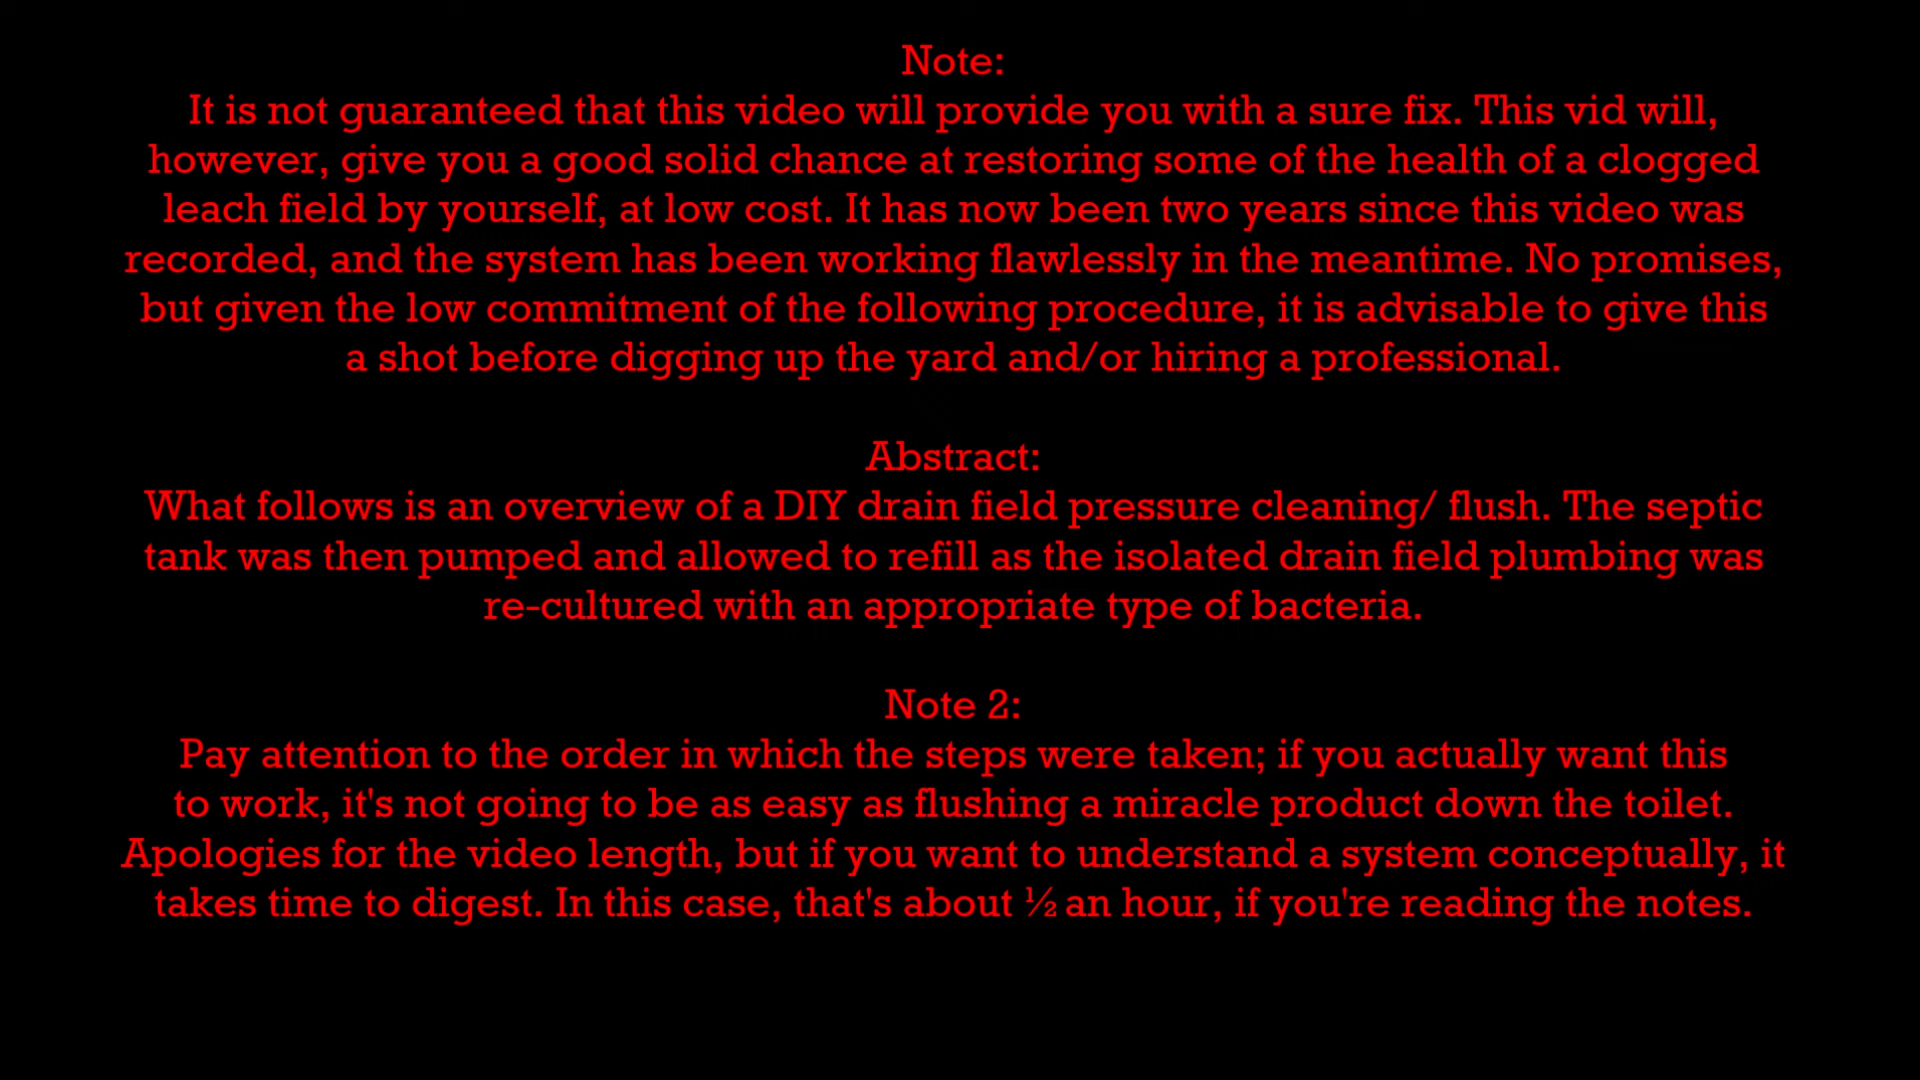 Note:
It is not guaranteed that this video will provide you with a sure fix. This vid will,
however, give you a good solid chance at restoring some of the health of a clogged
leach field by yourself, at low cost. It has now been two years since this video was
recorded, and the system has been working flawlessly in the meantime. No promises,
but given the low commitment of the following procedure, it is advisable to give this
a shot before digging up the yard and/or hiring a professional.
Abstract:
What follows is an overview of a DIY drain field pressure cleaning/ flush. The septic
tank was then pumped and allowed to refill as the isolated drain field plumbing was
re-cultured with an appropriate type of bacteria.
Note 2:
Pay attention to the order in which the steps were taken; if you actually want this
to work, it's not going to be as easy as flushing a miracle product down the toilet.
Apologies for the video length, but if you want to understand a system conceptually, it
takes time to digest. In this case, that's about ½ an hour, if you're reading the notes.